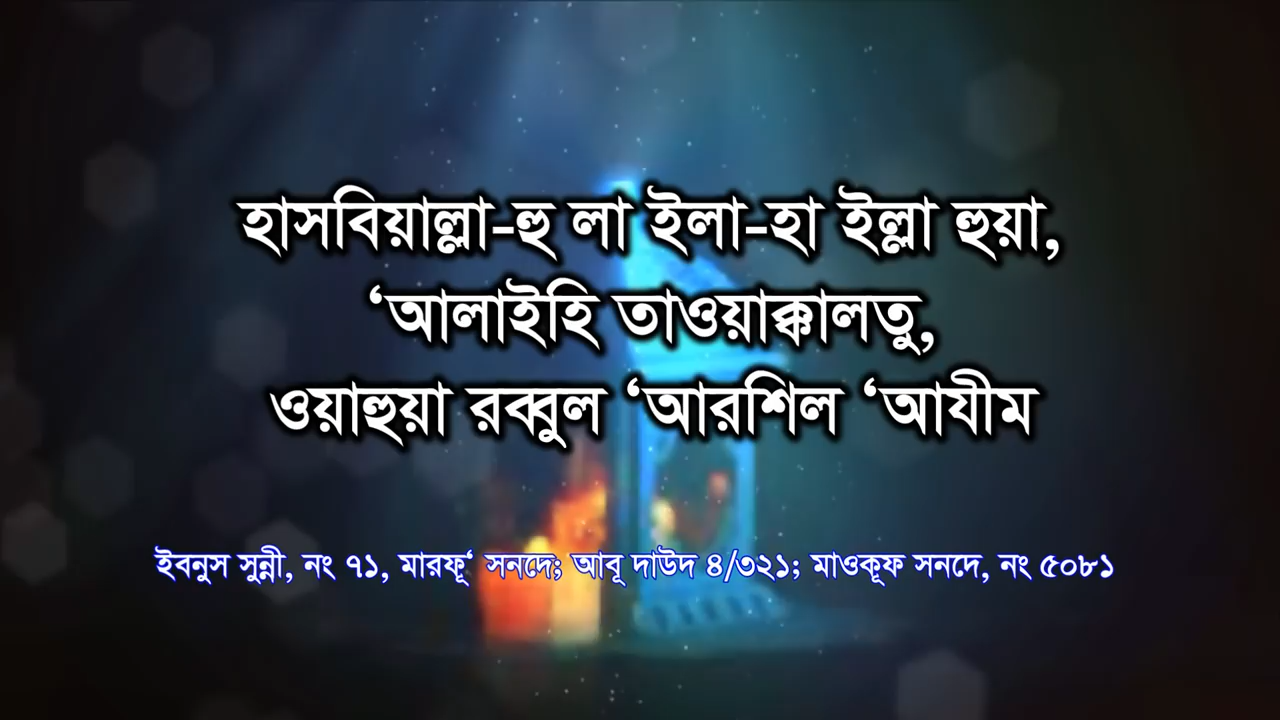 হাসবিয়াল্লা-হু লা ইলা-হা ইল্লা হুয়া,
‘আলাইহি তাওয়াক্কালতু,
ওয়াহুয়া রব্বুল ‘আরশিল ‘আযীম
ইবনুস সুন্নী, নং ৭১, মারফূ‘ সনদে; আবূ দাউদ ৪/৩২১; মাওকূফ সনদে, নং ৫০৮১